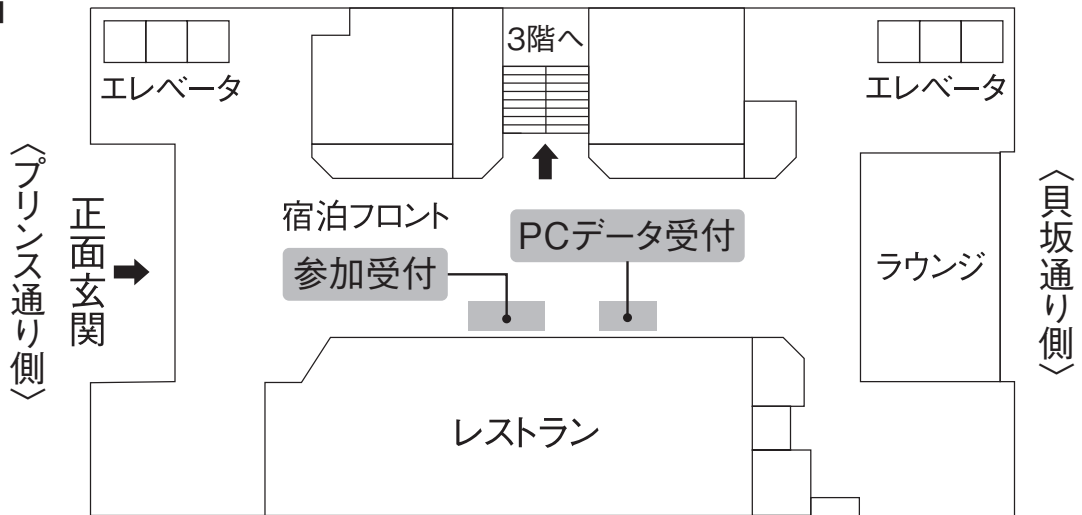 3階へ
エレベータ
エレベータ
〈プリンス通り側〉
正面玄関
宿泊フロント
参加受付
PCデータ受付
ラウンジ
〈貝坂通り側〉
レストラン